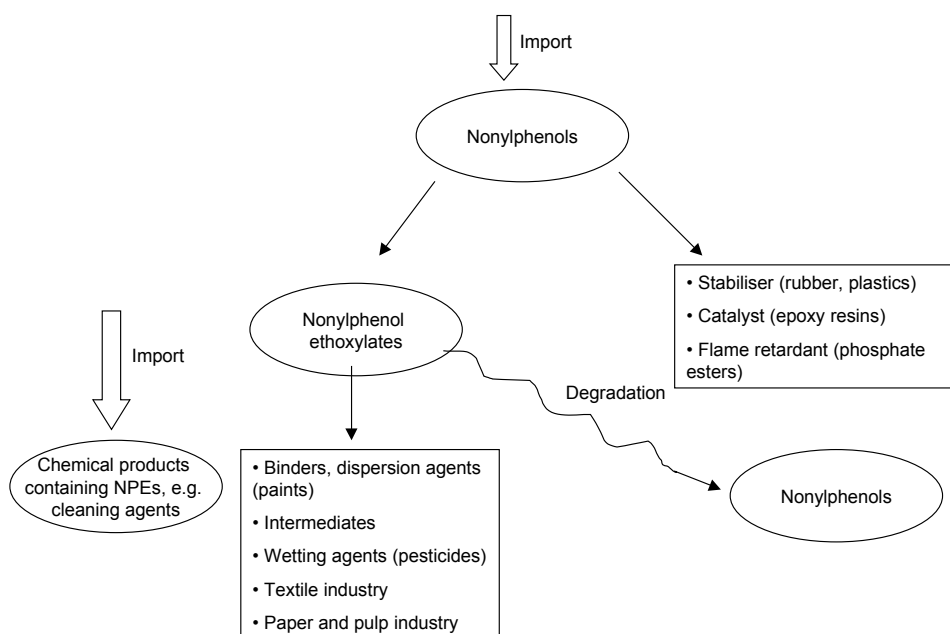 Import
Nonylphenols
• Stabiliser (rubber, plastics)
• Catalyst (epoxy resins)
• Flame retardant (phosphate
esters)
Nonylphenol
ethoxylates
Import
Degradation
Chemical products
containing NPEs, e.g.
cleaning agents
• Binders, dispersion agents
(paints)
• Intermediates
• Wetting agents (pesticides)
• Textile industry
• Paper and pulp industry
Nonylphenols